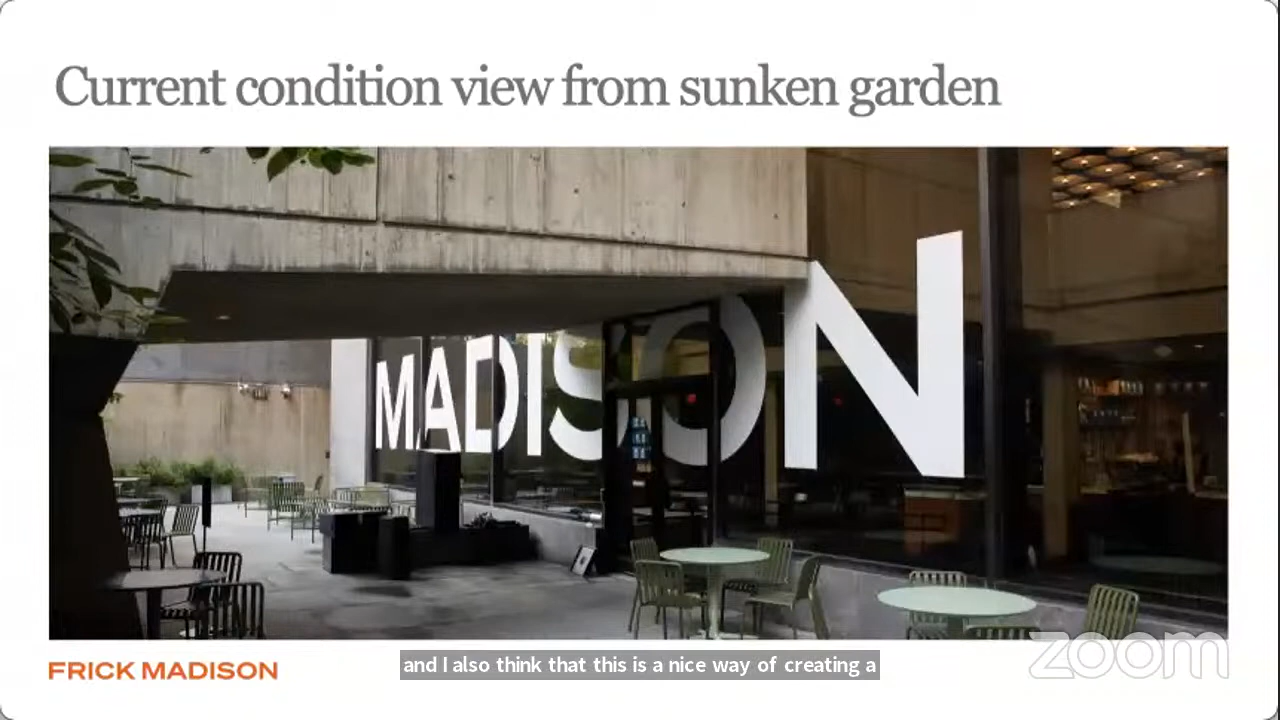 Current condition view from sunken garden
MADISON
FRICK MADISON
and I also think that this is a nice way of creating a
zoom